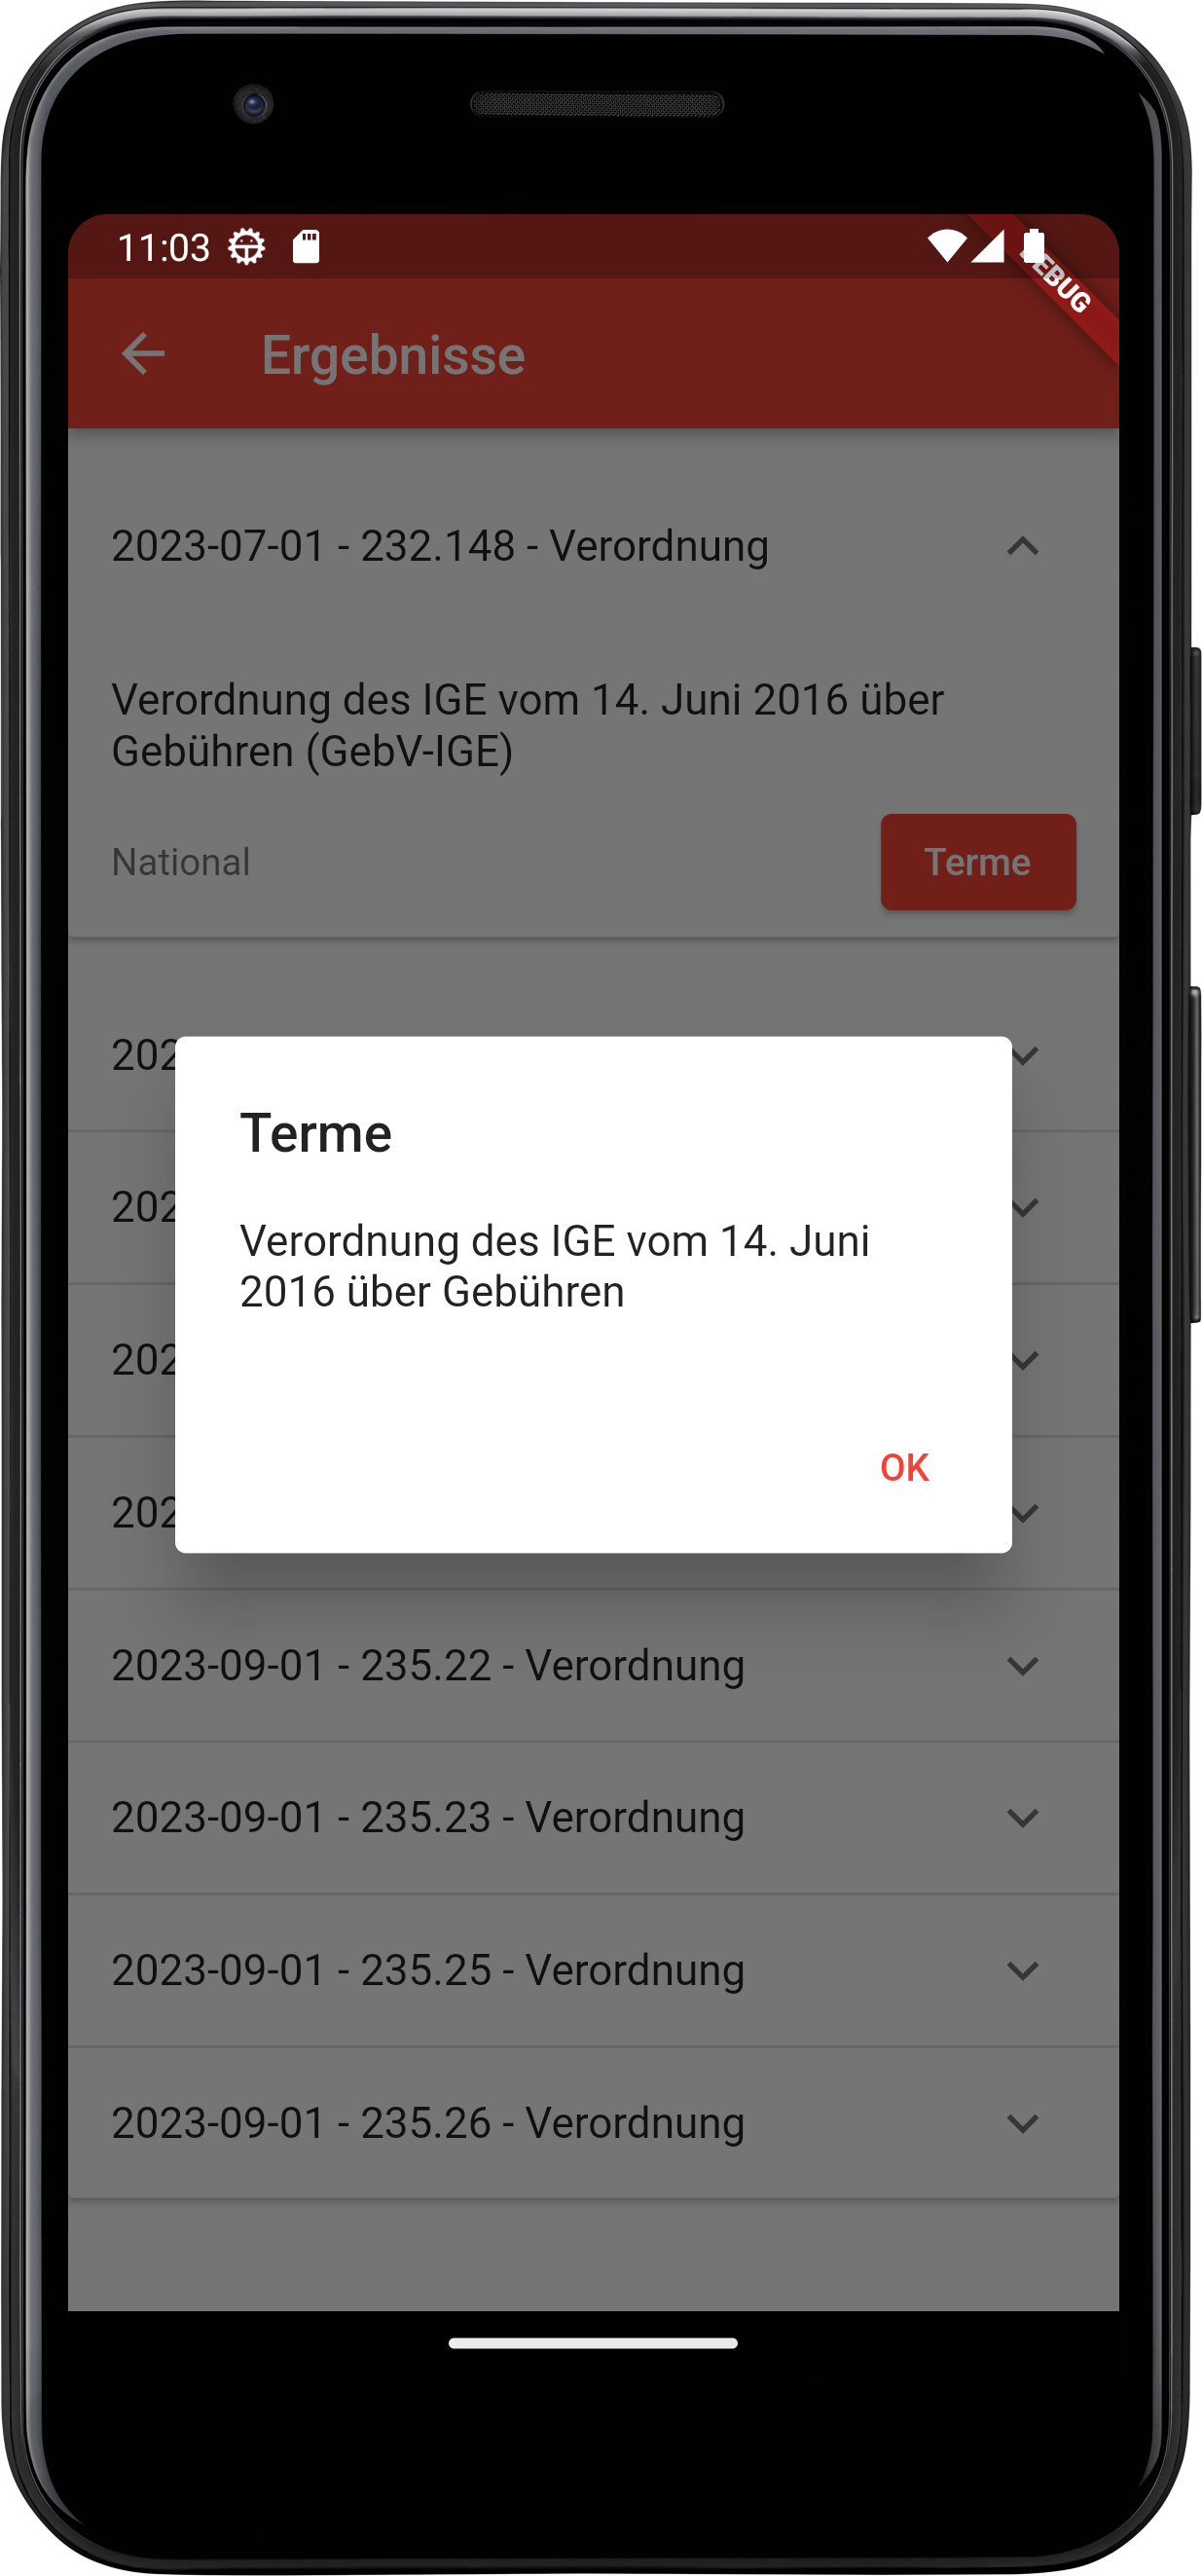 11:03
DEBUG
Ergebnisse
2023-07-01 - 232.148 - Verordnung
Verordnung des IGE vom 14. Juni 2016 über
Gebühren (GebV-IGE)
National
Terme
202
202
202
202
Terme
Verordnung des IGE vom 14. Juni
2016 über Gebühren
OK
2023-09-01 - 235.22 - Verordnung
2023-09-01 - 235.23 - Verordnung
2023-09-01 - 235.25 - Verordnung
2023-09-01 - 235.26 - Verordnung